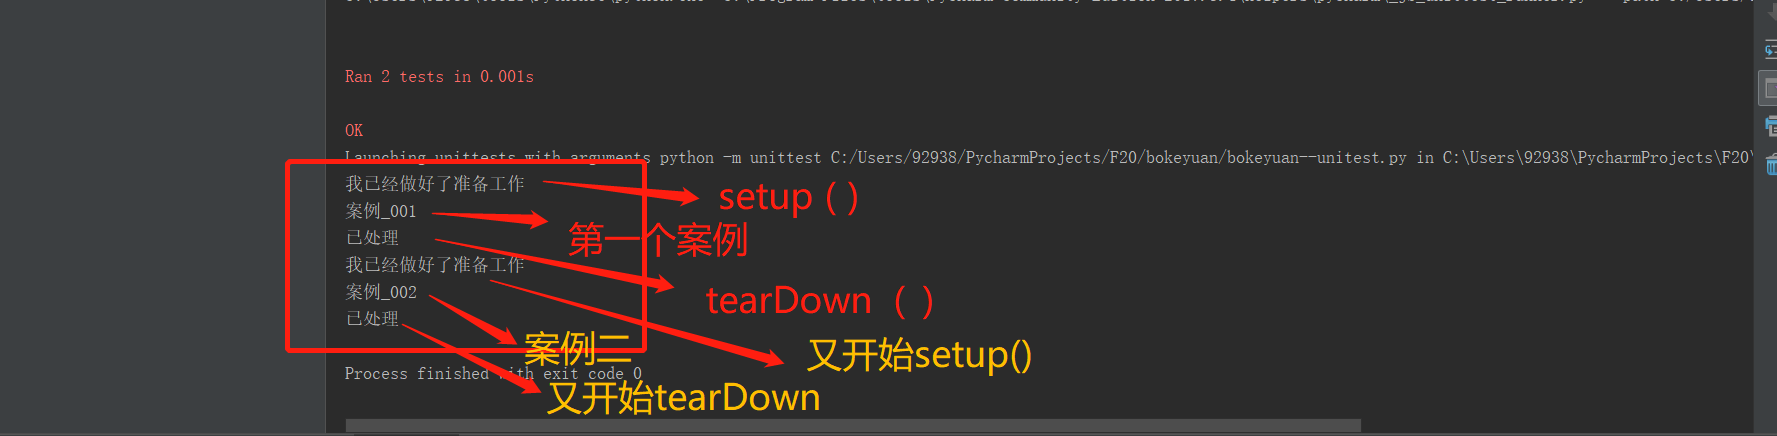 Ran 2 tests in 0.001s
OK
Launching unittests with arguments python -m unittest C:/Users/92938/PycharmProjects/F20/bokeyuan/bokeyuan--unitest.py in C:\Users\92938\PycharmProjects\F20\
我已经做好了准备工作
setup ( )
案例_001
第一个案例
已处理
我已经做好了准备工作
案例_002
tearDown ( )
已处理
案例二
又开始setup()
Process finished with exit code 0
又开始tearDown